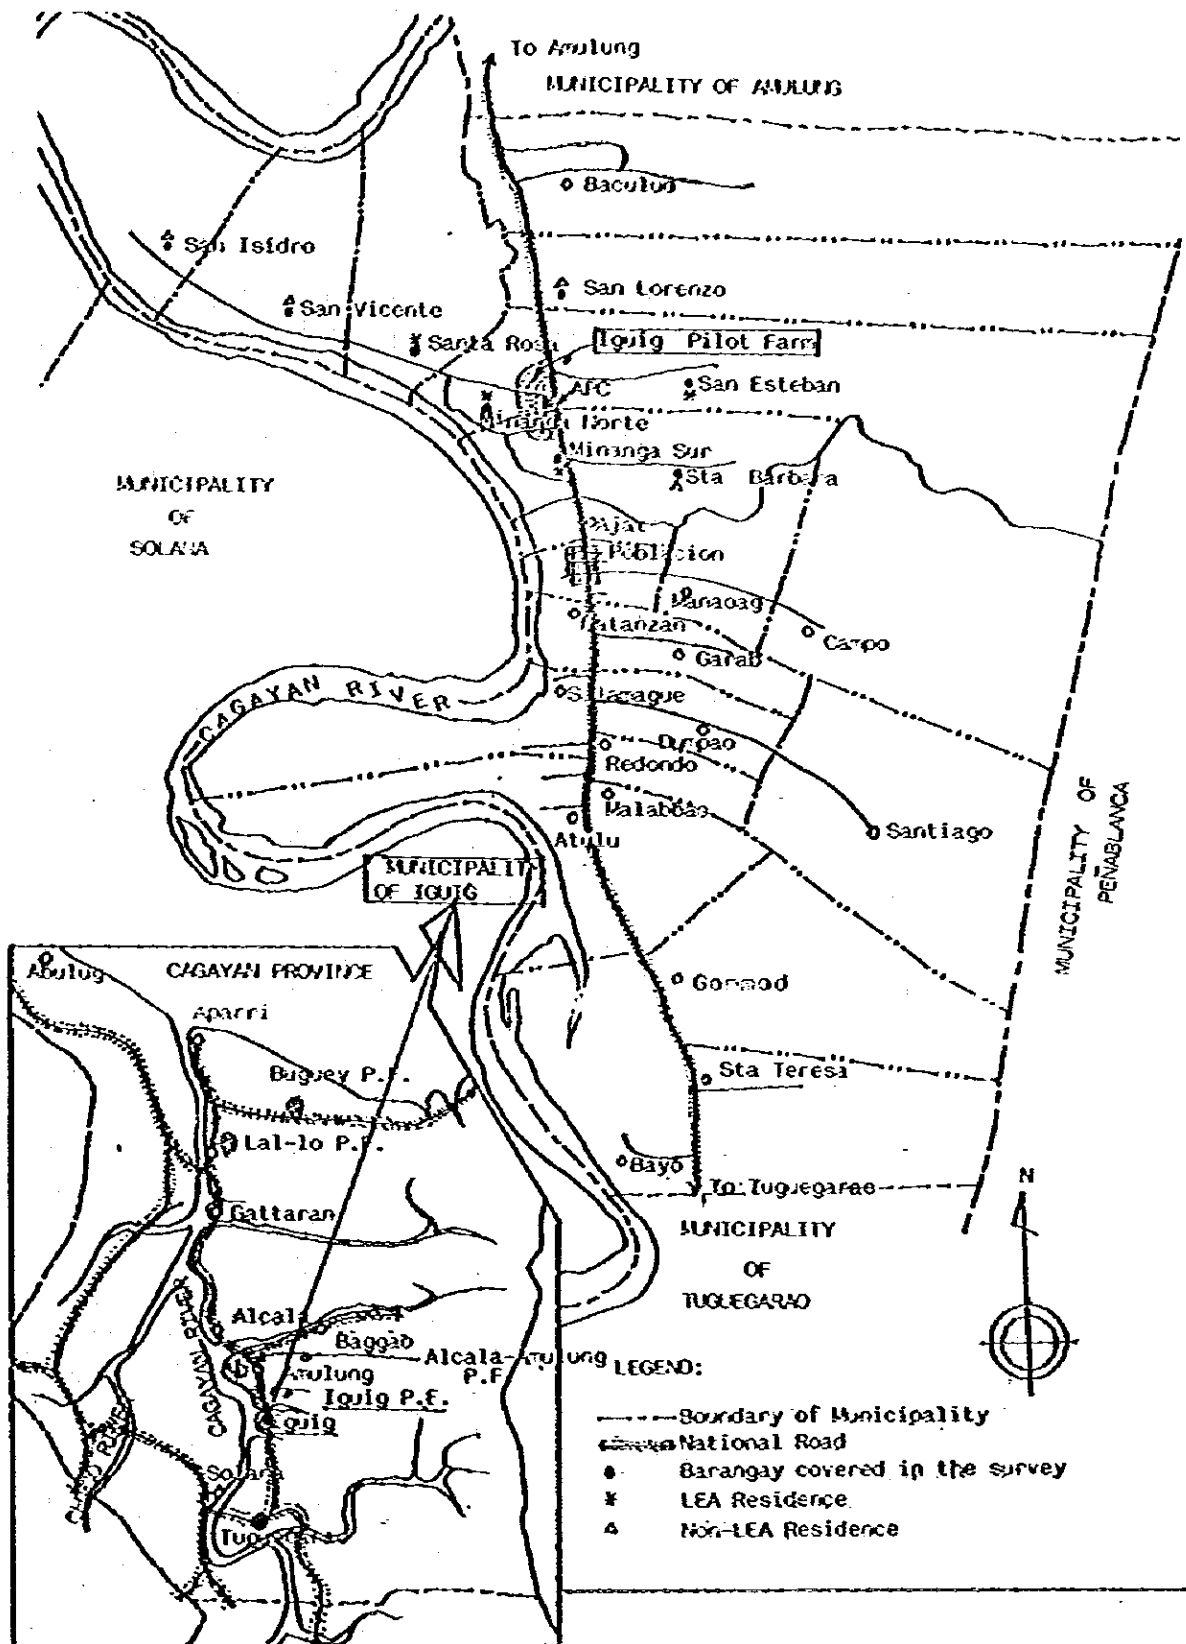 To Amulung
MUNICIPALITY OF AMULUNG
Baculud
San Isidro
San Lorenzo
San Vicente
Santa Rosa
Iguig Pilot Farm
AFC
San Esteban
Minanga Norte
Minanga Sur
Sta Barbara
MUNICIPALITY
OF
SOLANA
Ajat
Poblacion
Manaoag
Campo
Garab
CAGAYAN RIVER
Redondo
Malabbac
Atulu
Santiago
MUNICIPALITY OF
PEÑABLANCA
MUNICIPALITY
OF IGUIG
Gommod
Sta Teresa
Bayo
To Tuguegarao
MUNICIPALITY
OF
TUGUEGARAO
N
CAGAYAN PROVINCE
Abulug
Aparri
Buguey P.F.
Lal-lo P.F.
Gattaran
CAGAYAN RIVER
Alcala
Baggao
Alcala-Amulung
P.F.
Amulung
Iguig P.F.
Iguig
Solana
LEGEND:
Boundary of Municipality
National Road
Barangay covered in the survey
LEA Residence
Non-LEA Residence